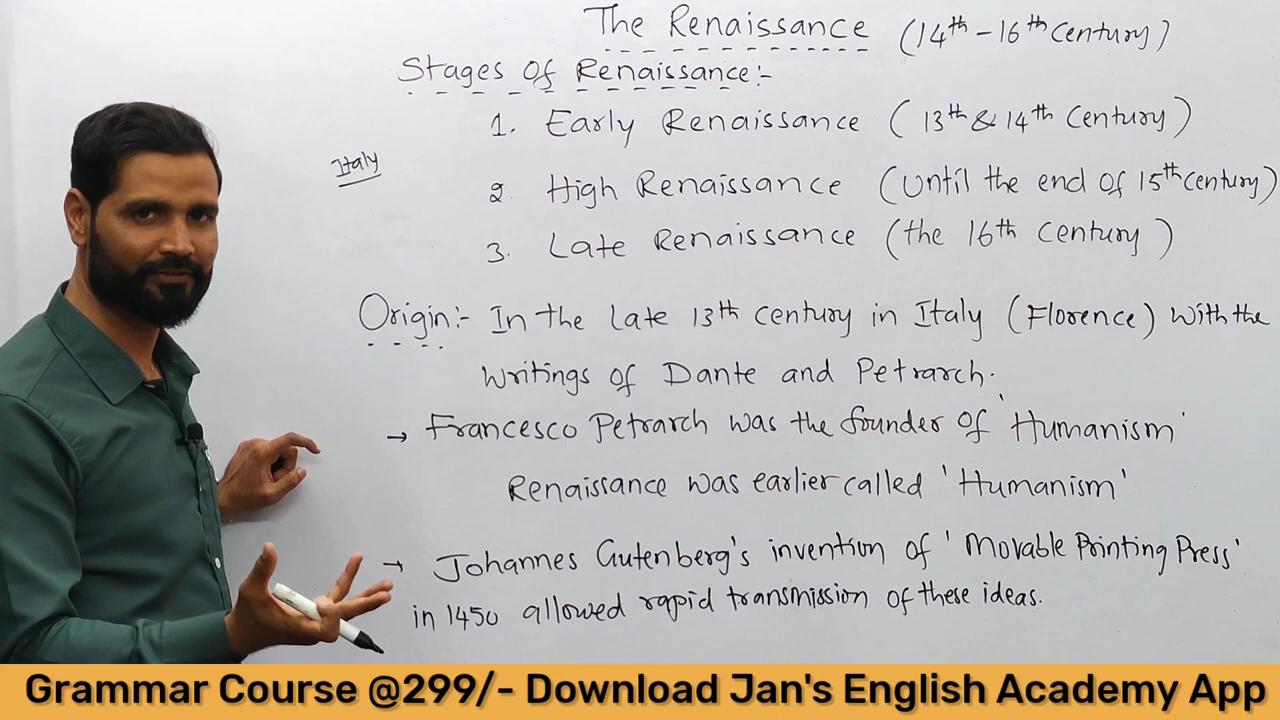 The Renaissance (14th - 16th Century)
Stages Of Renaissance:-
1. Early Renaissance (13th & 14th Century)
Italy
2. High Renaissance (Until the end of 15th century)
3. Late Renaissance (the 16th Century)
Origin:- In the Late 13th century in Italy (Florence) with the
writings of Dante and Petrarch.
→ Francesco Petrarch was the founder of 'Humanism'
Renaissance was earlier called 'Humanism'
→ Johannes Gutenberg's invention of 'Movable Printing Press'
in 1450 allowed rapid transmission of these ideas.
Grammar Course @299/- Download Jan's English Academy App